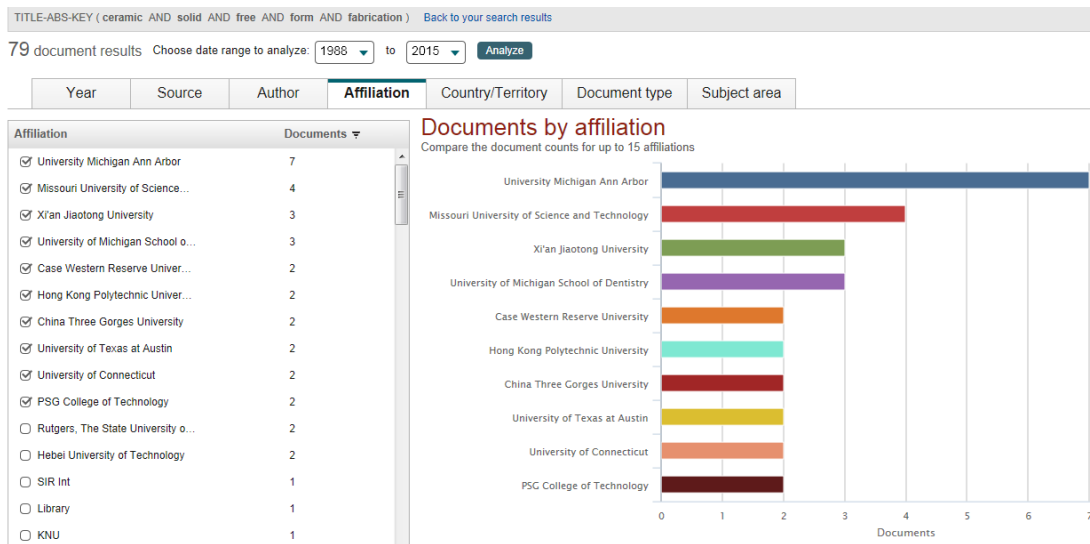 TITLE-ABS-KEY ( ceramic AND solid AND free AND form AND fabrication ) Back to your search results
79 document results Choose date range to analyze: 1988 to 2015 Analyze
Year Source Author Affiliation Country/Territory Document type Subject area
Affiliation Documents
University Michigan Ann Arbor 7
Missouri University of Science... 4
Xi'an Jiaotong University 3
University of Michigan School o... 3
Case Western Reserve Univer... 2
Hong Kong Polytechnic Univer... 2
China Three Gorges University 2
University of Texas at Austin 2
University of Connecticut 2
PSG College of Technology 2
Rutgers, The State University o... 2
Hebei University of Technology 2
SIR Int 1
Library 1
KNU 1
Documents by affiliation
Compare the document counts for up to 15 affiliations
University Michigan Ann Arbor
Missouri University of Science and Technology
Xi'an Jiaotong University
University of Michigan School of Dentistry
Case Western Reserve University
Hong Kong Polytechnic University
China Three Gorges University
University of Texas at Austin
University of Connecticut
PSG College of Technology
0 1 2 3 4 5 6 7
Documents